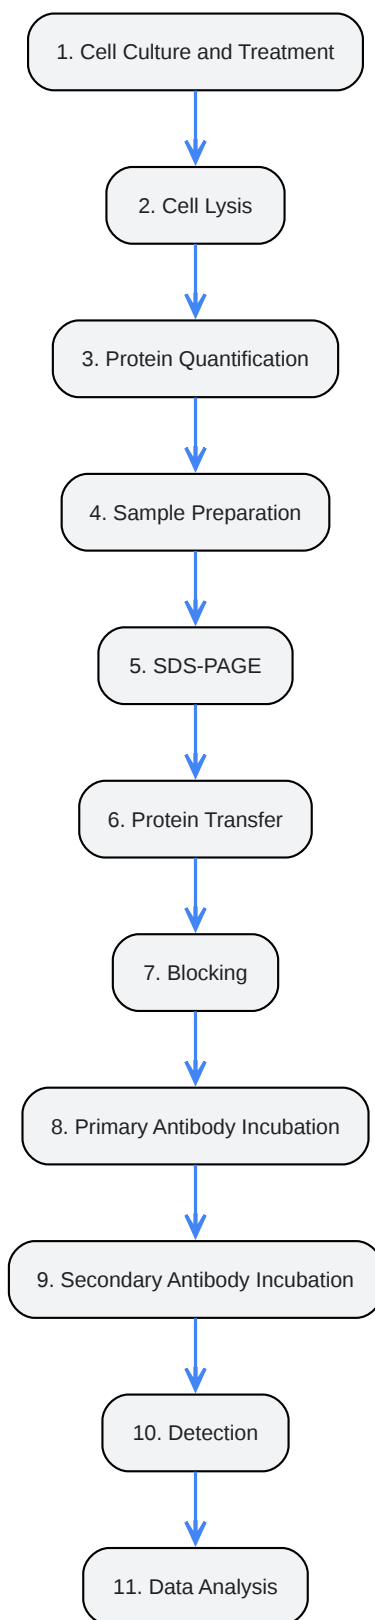 1. Cell Culture and Treatment
2. Cell Lysis
3. Protein Quantification
4. Sample Preparation
5. SDS-PAGE
6. Protein Transfer
7. Blocking
8. Primary Antibody Incubation
9. Secondary Antibody Incubation
10. Detection
11. Data Analysis